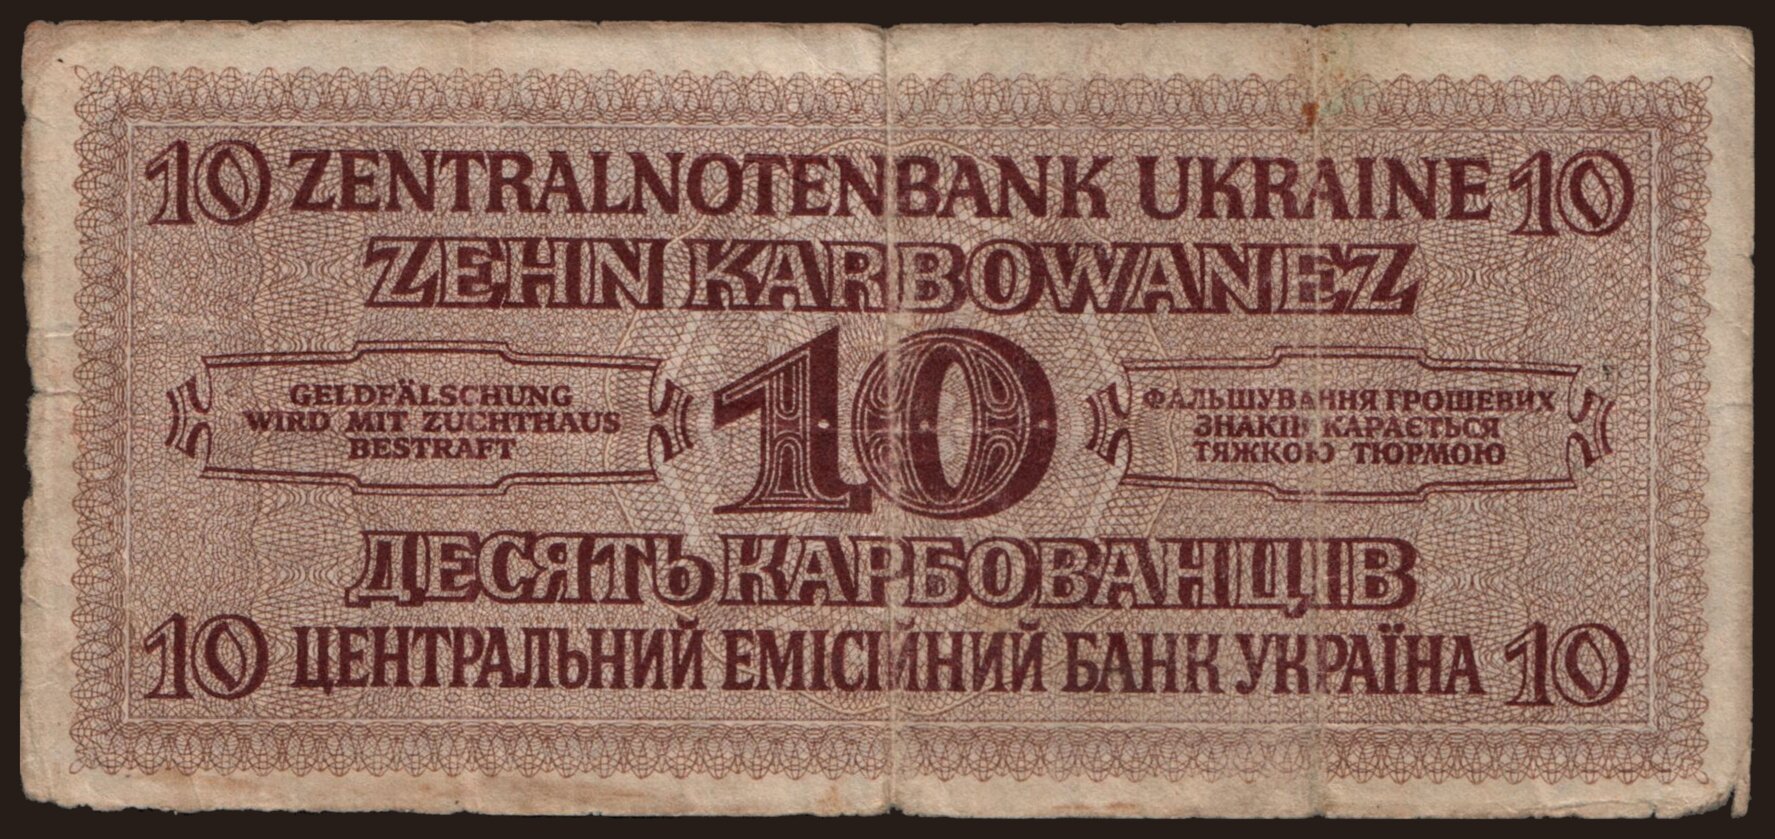 10 ZENTRALNOTENBANK UKRAINE 10
ZEHN KARBOWANEZ
GELDFÄLSCHUNG
WIRD MIT ZUCHTHAUS
BESTRAFT
10
ФАЛЬШУВАННЯ ГРОШЕВИХ
ЗНАКІВ КАРАЄТЬСЯ
ТЯЖКОЮ ТЮРМОЮ
ДЕСЯТЬ КАРБОВАНЦІВ
10 ЦЕНТРАЛЬНИЙ ЕМІСІЙНИЙ БАНК УКРАЇНА 10